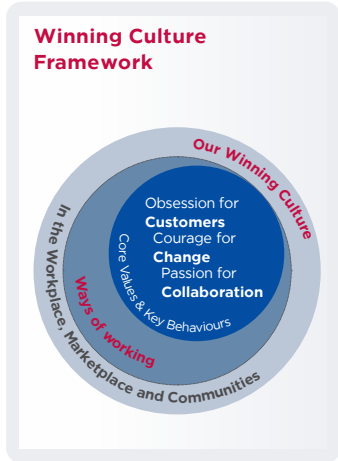 Winning Culture
Framework
Our Winning Culture
Obsession for
Customers
Courage for
Change
Passion for
Collaboration
Core Values & Key Behaviours
Ways of working
In the Workplace, Marketplace and Communities